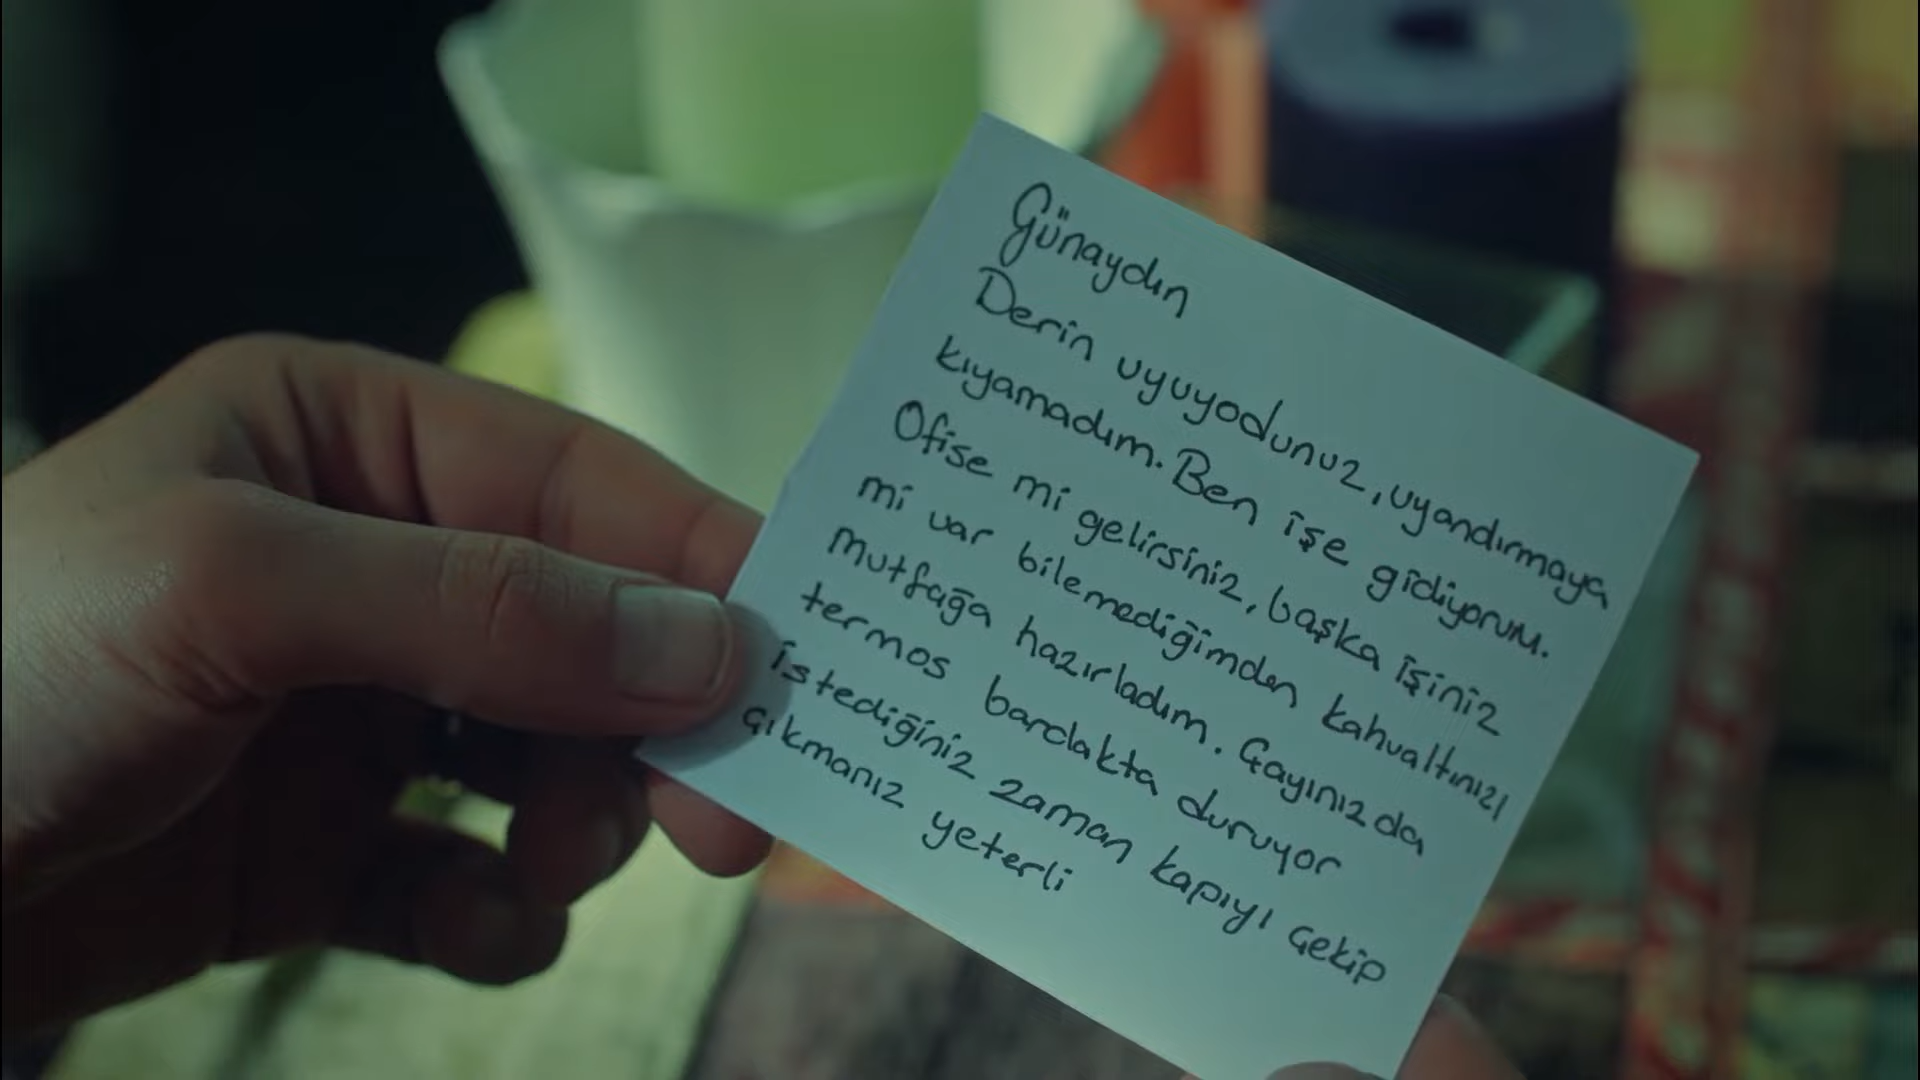 Günaydın
Derin uyuyodunuz, uyandırmaya
kıyamadım. Ben işe gidiyorum.
Ofise mi gelirsiniz, başka işiniz
mi var bilemediğimden kahvaltınızı
mutfağa hazırladım. Çayınız da
termos bardakta duruyor
istediğiniz zaman kapıyı çekip
çıkmanız yeterli